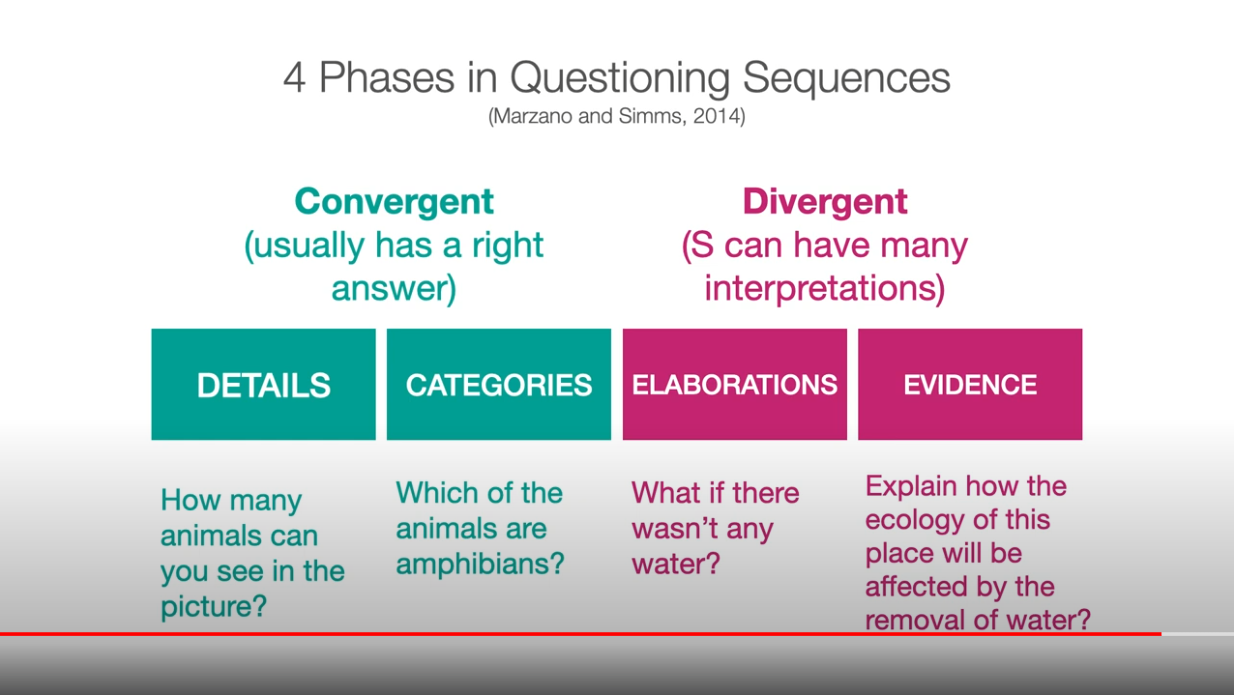 4 Phases in Questioning Sequences
(Marzano and Simms, 2014)
Convergent
(usually has a right
answer)
Divergent
(S can have many
interpretations)
DETAILS
CATEGORIES
ELABORATIONS
EVIDENCE
How many
animals can
you see in the
picture?
Which of the
animals are
amphibians?
What if there
wasn't any
water?
Explain how the
ecology of this
place will be
affected by the
removal of water?